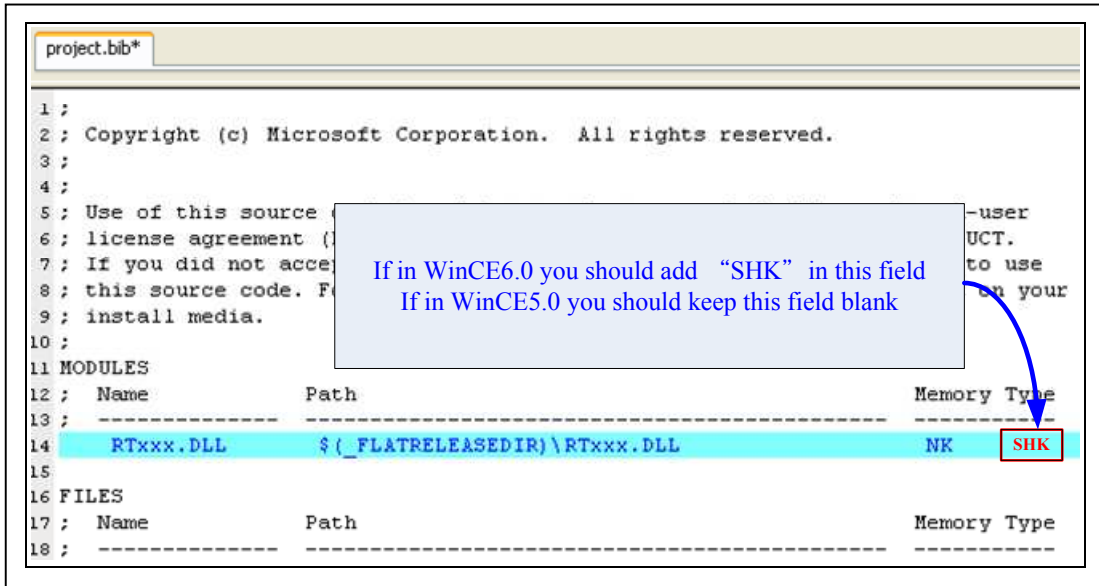 project.bib*
1 ;
2 ; Copyright (c) Microsoft Corporation.  All rights reserved.
3 ;
4 ;
5 ; Use of this source -user
6 ; license agreement ( UCT.
7 ; If you did not acce to use
8 ; this source code. F on your
9 ; install media.
10 ;
If in WinCE6.0 you should add “SHK” in this field
If in WinCE5.0 you should keep this field blank
11 MODULES
12 ;  Name            Path                                        Memory Type
13 ;  --------------  ---------------------------------------------  -----------
14    RTxxx.DLL       $(_FLATRELEASEDIR)\RTxxx.DLL                 NK     SHK
15
16 FILES
17 ;  Name            Path                                        Memory Type
18 ;  --------------  ---------------------------------------------  -----------